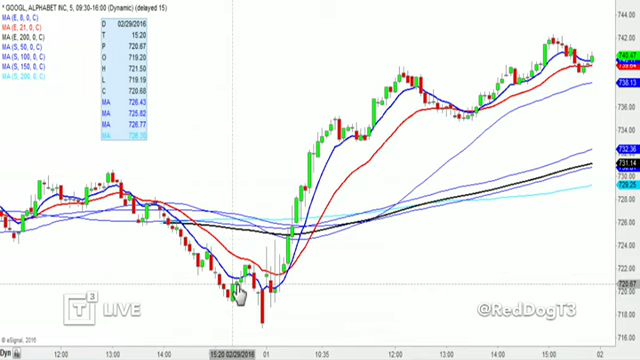 * GOOGL, ALPHABET INC, 5, 09:30-16:00 (Dynamic) (delayed 15)
MA (E, 8, 0, C)
MA (E, 21, 0, C)
MA (E, 200, 0, C)
MA (S, 50, 0, C)
MA (S, 100, 0, C)
MA (S, 150, 0, C)
MA (S, 200, 0, C)
D 02/29/2016
T 15:20
P 720.67
O 719.20
H 721.50
L 719.19
C 720.68
MA 726.43
MA 725.82
MA 726.77
MA
744.00
742.00
740.47
738.13
736.00
734.00
732.36
731.14
729.25
728.00
726.00
724.00
722.00
720.67
718.00
716.00
T3 LIVE
@RedDogT3
© eSignal, 2016
Dyn
12:00
13:00
14:00
15:20 02/29/2016
01
10:35
12:00
13:00
14:00
15:00
02